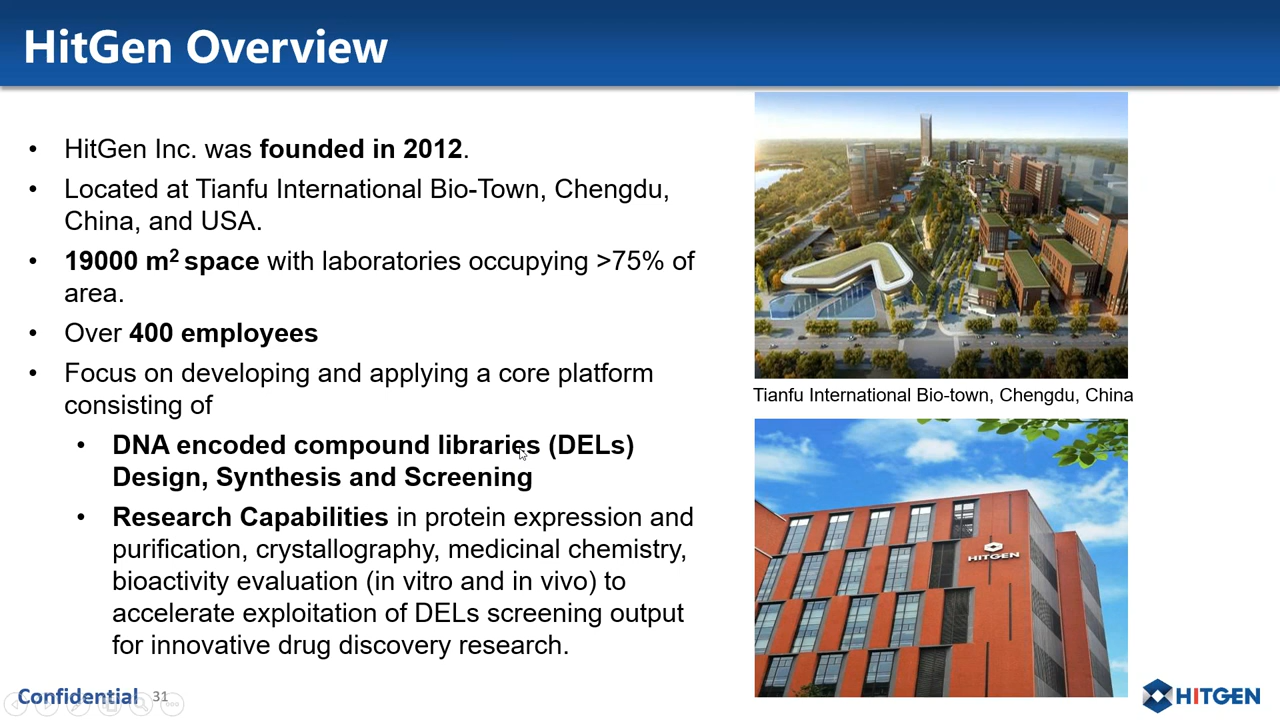 HitGen Overview
• HitGen Inc. was founded in 2012.
• Located at Tianfu International Bio-Town, Chengdu,
China, and USA.
• 19000 m² space with laboratories occupying >75% of
area.
• Over 400 employees
• Focus on developing and applying a core platform
consisting of
• DNA encoded compound libraries (DELs)
Design, Synthesis and Screening
• Research Capabilities in protein expression and
purification, crystallography, medicinal chemistry,
bioactivity evaluation (in vitro and in vivo) to
accelerate exploitation of DELs screening output
for innovative drug discovery research.
Tianfu International Bio-town, Chengdu, China
HITGEN
Confidential 31
HITGEN